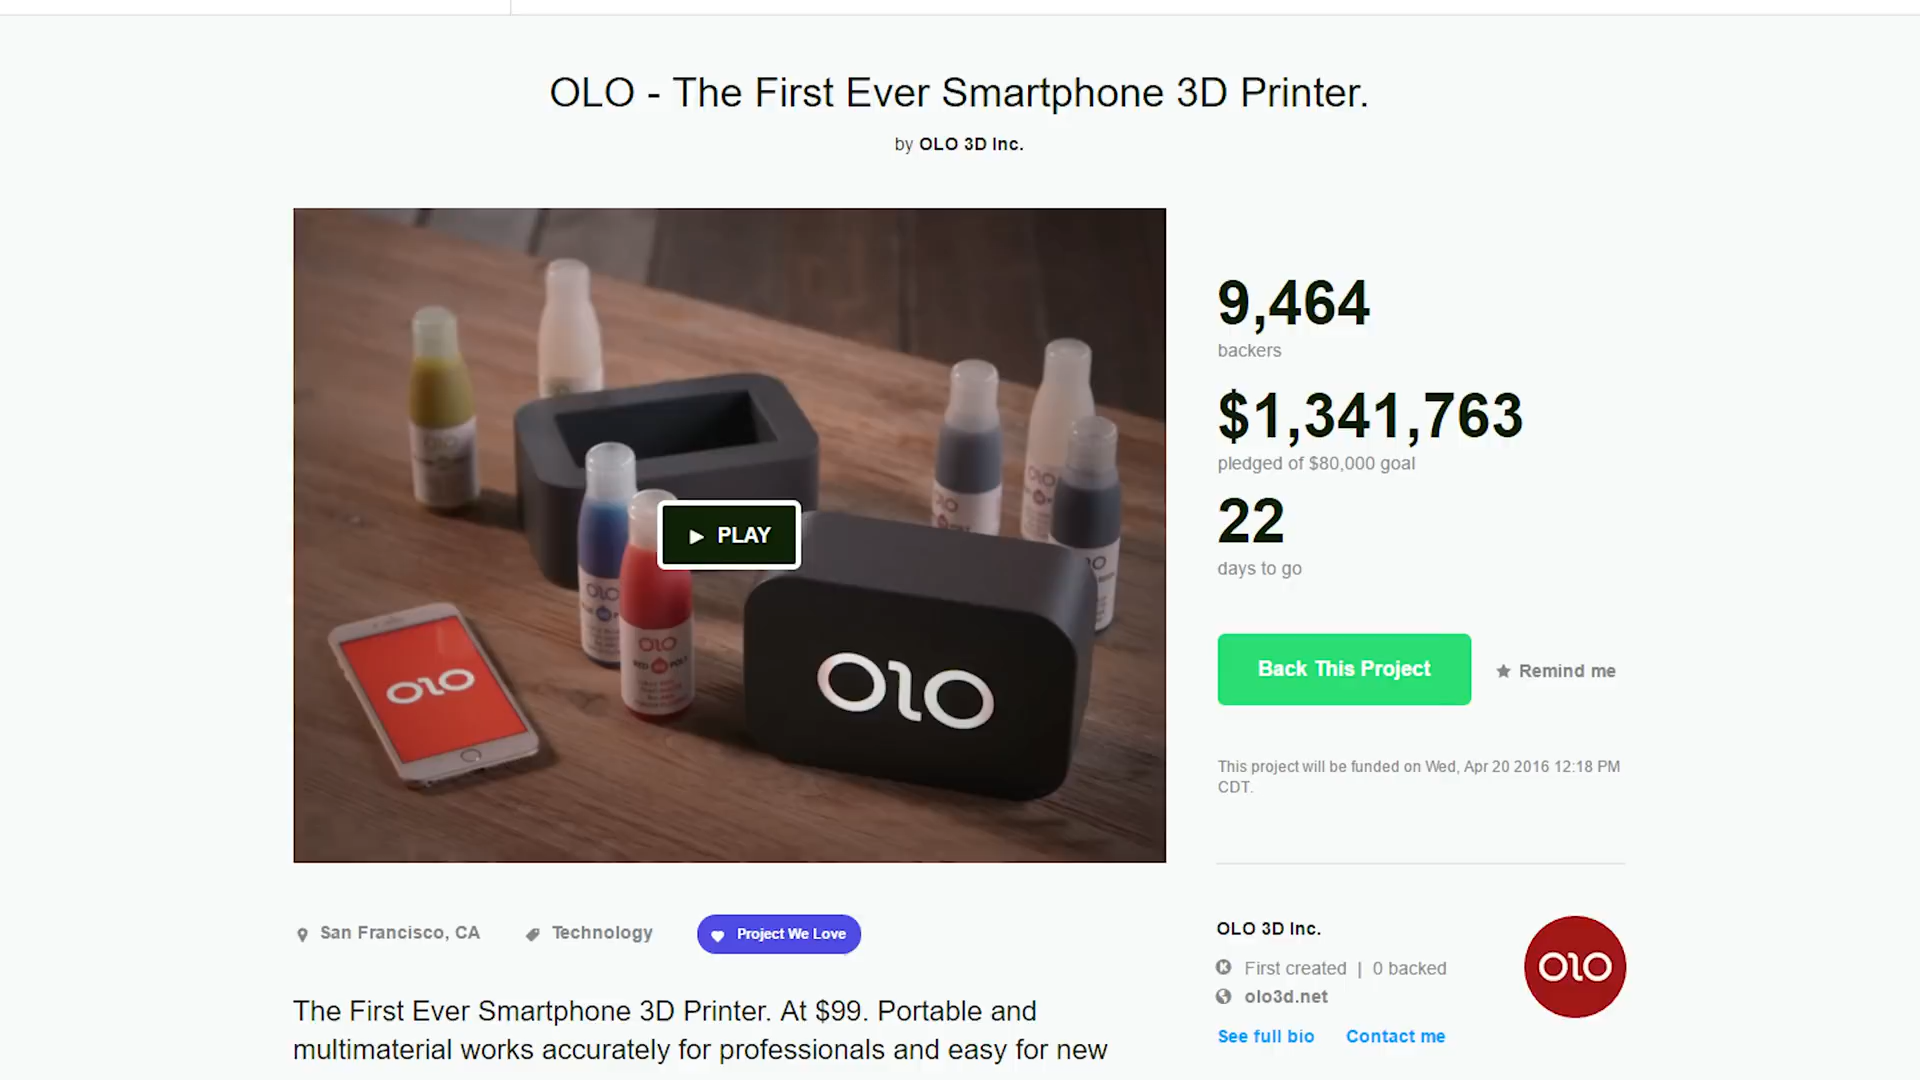 OLO - The First Ever Smartphone 3D Printer.
by OLO 3D Inc.
9,464
backers
$1,341,763
pledged of $80,000 goal
22
days to go
PLAY
OLO
OLO
OLO
RED
OLO
Back This Project
Remind me
This project will be funded on Wed, Apr 20 2016 12:18 PM
CDT.
San Francisco, CA
Technology
Project We Love
OLO 3D Inc.
First created | 0 backed
olo3d.net
See full bio
Contact me
OLO
The First Ever Smartphone 3D Printer. At $99. Portable and
multimaterial works accurately for professionals and easy for new